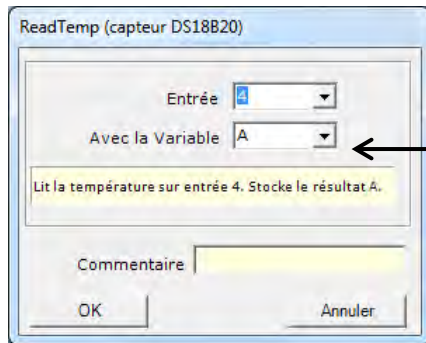 ReadTemp (capteur DS18B20)
Entrée 4
Avec la Variable A
Lit la température sur entrée 4. Stocke le résultat A.
Commentaire
OK Annuler